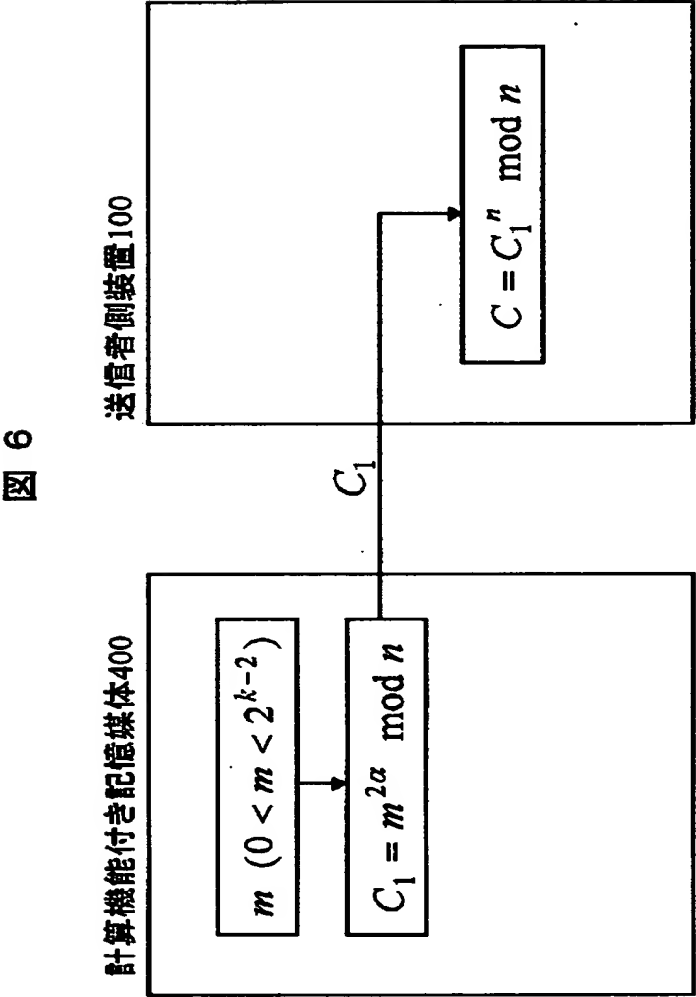 図 6
計算機能付き記憶媒体400
m (0 < m < 2^{k-2})
C_1 = m^{2α} mod n
C_1
送信者側装置100
C = C_1^n mod n